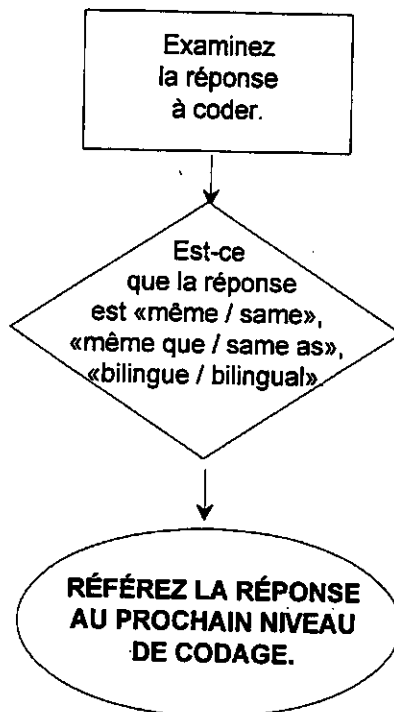 Examinez
la réponse
à coder.
Est-ce
que la réponse
est «même / same»,
«même que / same as»,
«bilingue / bilingual».
RÉFÉREZ LA RÉPONSE
AU PROCHAIN NIVEAU
DE CODAGE.